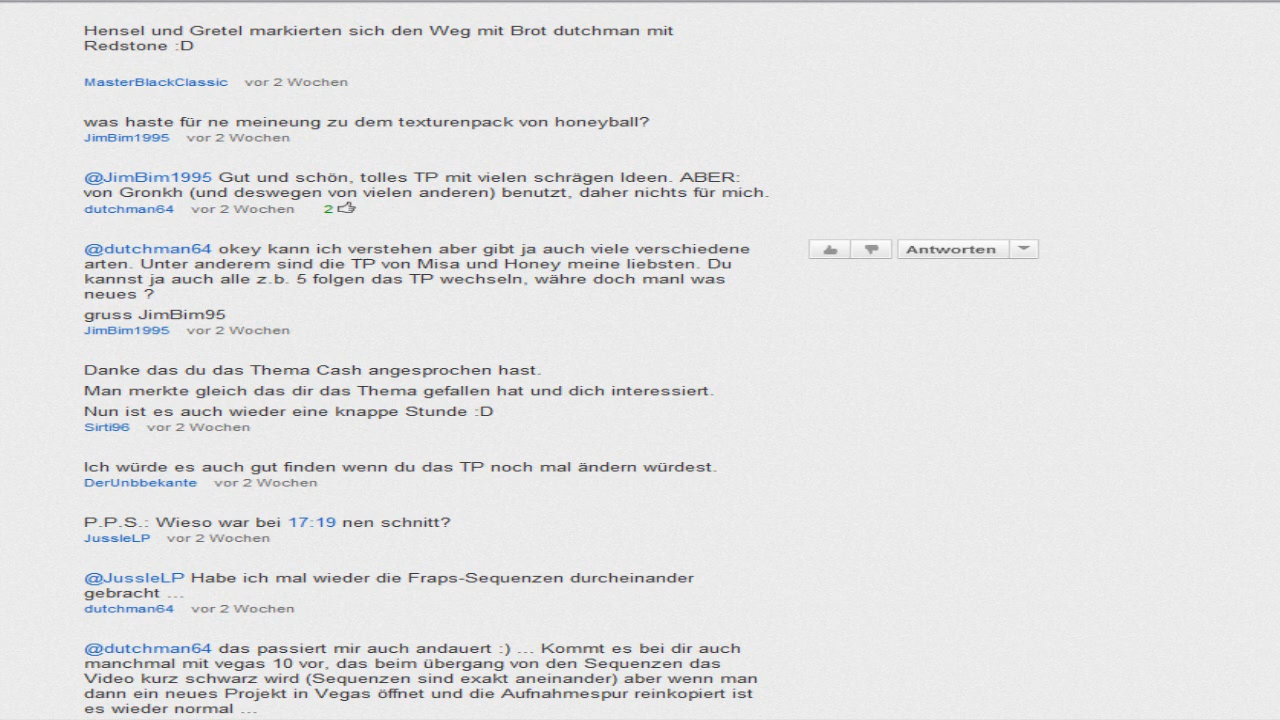 Hensel und Gretel markierten sich den Weg mit Brot dutchman mit
Redstone :D
MasterBlackClassic vor 2 Wochen
was haste für ne meineung zu dem texturenpack von honeyball?
JimBim1995 vor 2 Wochen
@JimBim1995 Gut und schön, tolles TP mit vielen schrägen Ideen. ABER:
von Gronkh (und deswegen von vielen anderen) benutzt, daher nichts für mich.
dutchman64 vor 2 Wochen 2
@dutchman64 okey kann ich verstehen aber gibt ja auch viele verschiedene
arten. Unter anderem sind die TP von Misa und Honey meine liebsten. Du
kannst ja auch alle z.b. 5 folgen das TP wechseln, währe doch manl was
neues ?
gruss JimBim95
JimBim1995 vor 2 Wochen
Antworten
Danke das du das Thema Cash angesprochen hast.
Man merkte gleich das dir das Thema gefallen hat und dich interessiert.
Nun ist es auch wieder eine knappe Stunde :D
Sirti96 vor 2 Wochen
Ich würde es auch gut finden wenn du das TP noch mal ändern würdest.
DerUnbbekante vor 2 Wochen
P.P.S.: Wieso war bei 17:19 nen schnitt?
JussleLP vor 2 Wochen
@JussleLP Habe ich mal wieder die Fraps-Sequenzen durcheinander
gebracht ...
dutchman64 vor 2 Wochen
@dutchman64 das passiert mir auch andauert :) ... Kommt es bei dir auch
manchmal mit vegas 10 vor, das beim übergang von den Sequenzen das
Video kurz schwarz wird (Sequenzen sind exakt aneinander) aber wenn man
dann ein neues Projekt in Vegas öffnet und die Aufnahmespur reinkopiert ist
es wieder normal ...